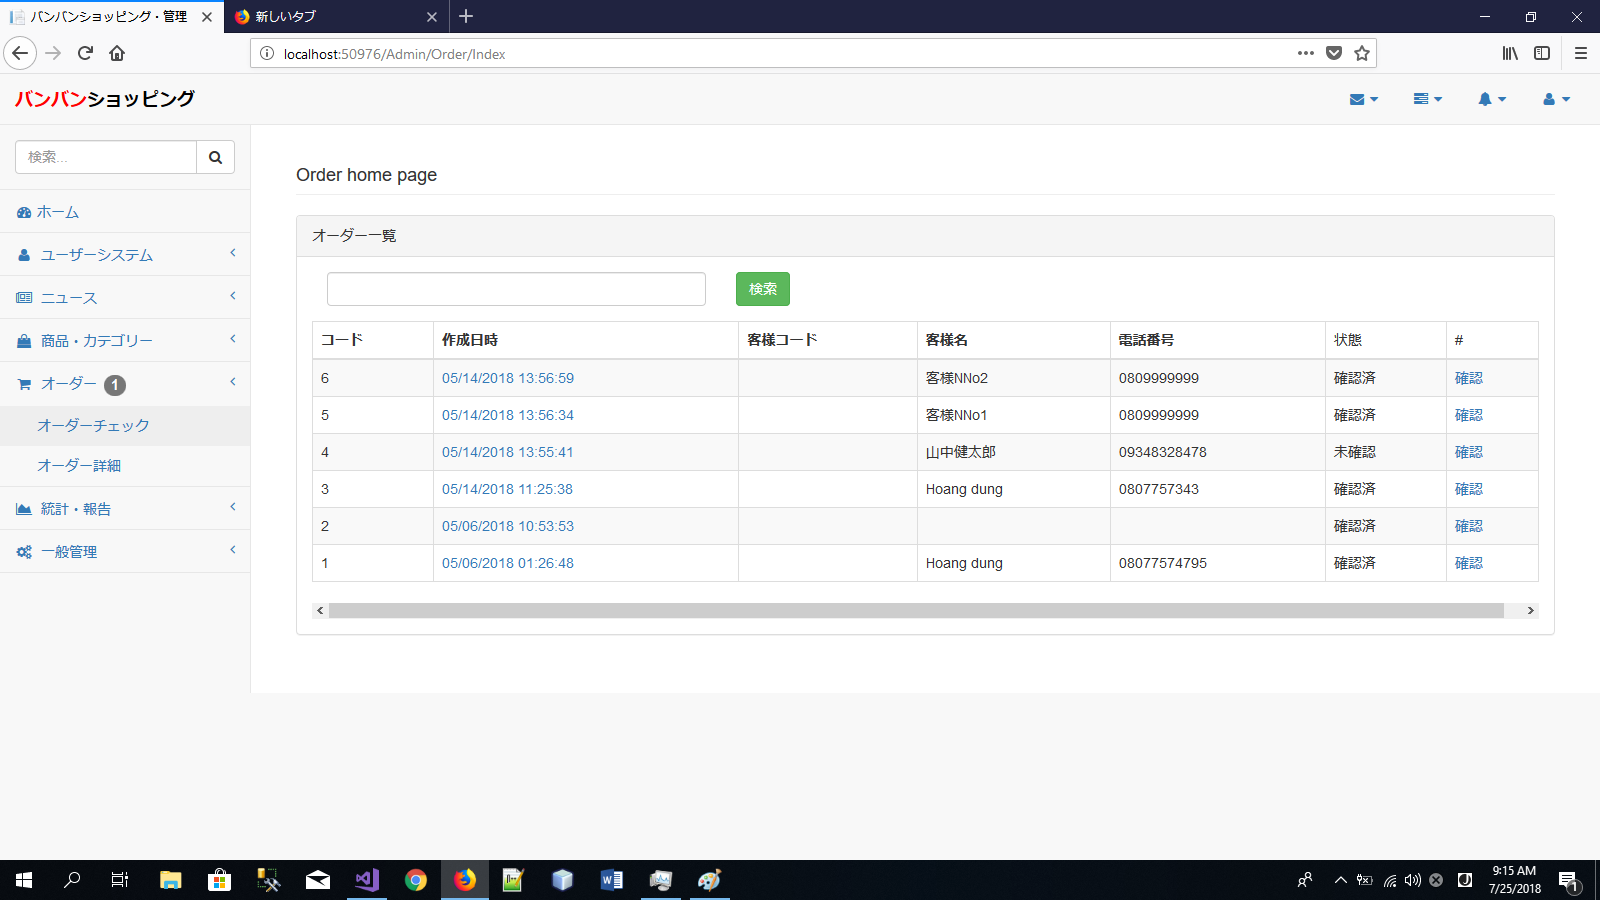 バンバンショッピング・管理
新しいタブ
localhost:50976/Admin/Order/Index
バンバンショッピング
検索...
Order home page
ホーム
ユーザーシステム
ニュース
商品・カテゴリー
オーダー 1
オーダーチェック
オーダー詳細
統計・報告
一般管理
オーダー一覧
検索
コード 作成日時 客様コード 客様名 電話番号 状態 #
6 05/14/2018 13:56:59 客様NNo2 0809999999 確認済 確認
5 05/14/2018 13:56:34 客様NNo1 0809999999 確認済 確認
4 05/14/2018 13:55:41 山中健太郎 09348328478 未確認 確認
3 05/14/2018 11:25:38 Hoang dung 0807757343 確認済 確認
2 05/06/2018 10:53:53 確認済 確認
1 05/06/2018 01:26:48 Hoang dung 08077574795 確認済 確認
9:15 AM
7/25/2018
1